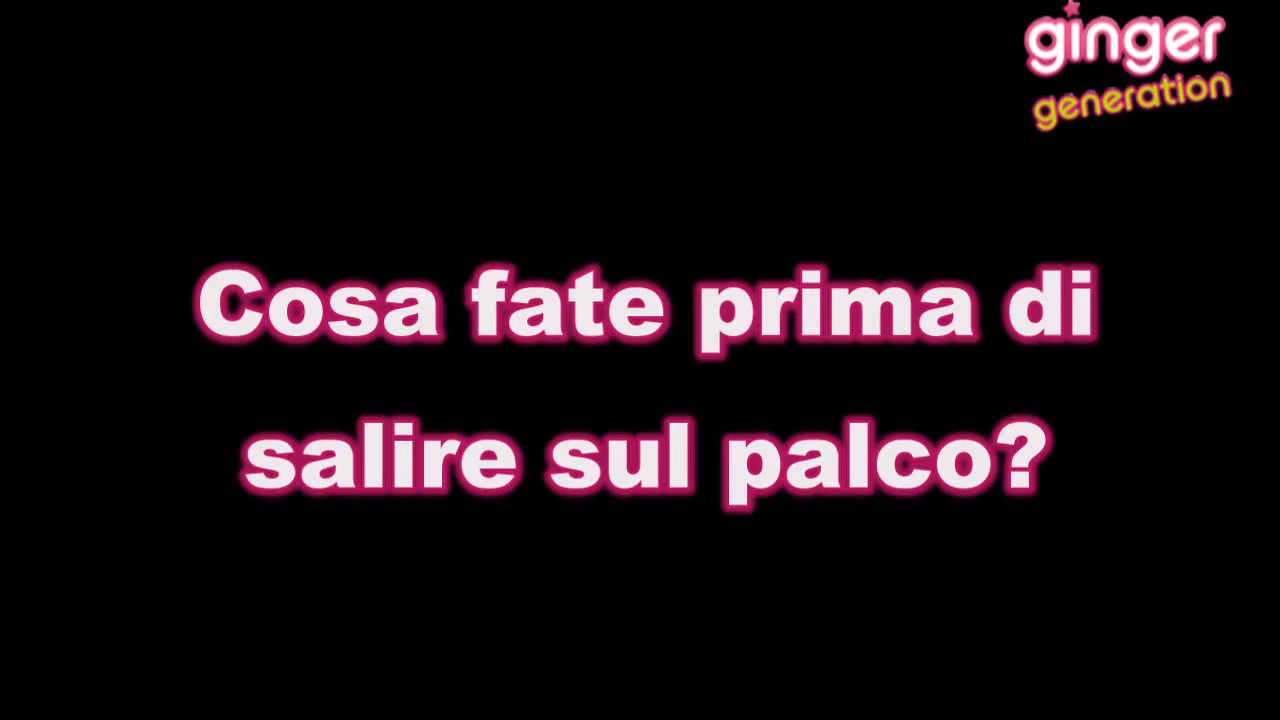 ginger
generation
Cosa fate prima di
salire sul palco?